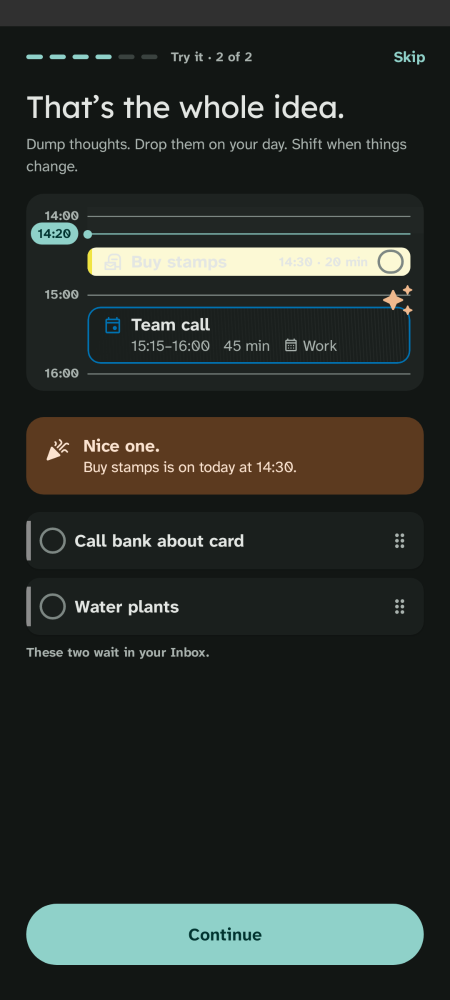 Try it · 2 of 2
Skip
That's the whole idea.
Dump thoughts. Drop them on your day. Shift when things
change.
14:00
14:20
Buy stamps 14:30 · 20 min
15:00
Team call
15:15–16:00 45 min Work
16:00
Nice one.
Buy stamps is on today at 14:30.
Call bank about card
Water plants
These two wait in your Inbox.
Continue